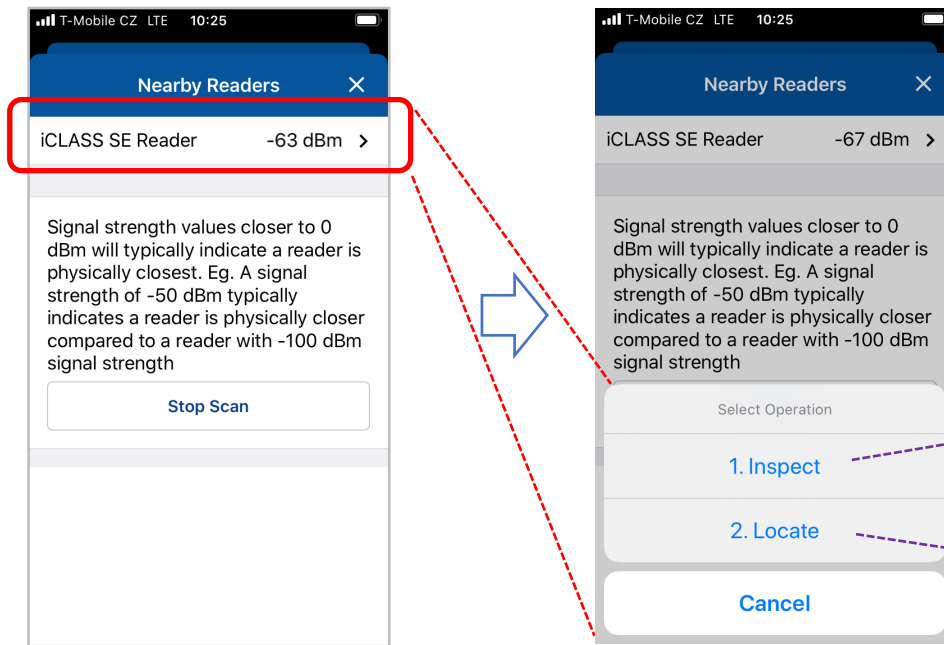 T-Mobile CZ LTE 10:25
Nearby Readers
iCLASS SE Reader -63 dBm
Signal strength values closer to 0
dBm will typically indicate a reader is
physically closest. Eg. A signal
strength of -50 dBm typically
indicates a reader is physically closer
compared to a reader with -100 dBm
signal strength
Stop Scan
T-Mobile CZ LTE 10:25
Nearby Readers
iCLASS SE Reader -67 dBm
Signal strength values closer to 0
dBm will typically indicate a reader is
physically closest. Eg. A signal
strength of -50 dBm typically
indicates a reader is physically closer
compared to a reader with -100 dBm
signal strength
Select Operation
1. Inspect
2. Locate
Cancel